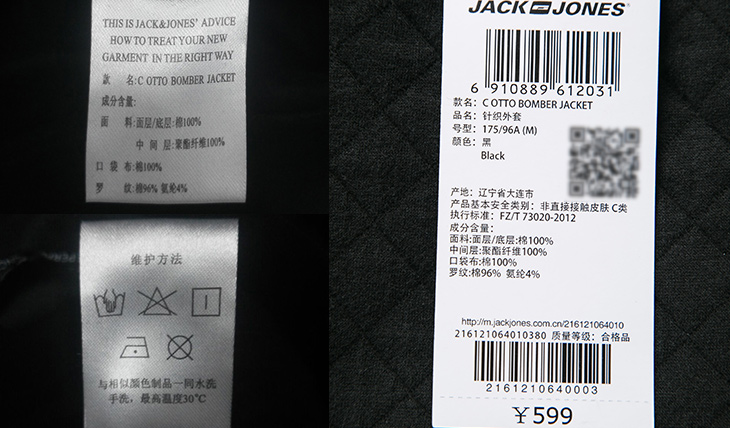 THIS IS JACK&JONES' ADVICE
HOW TO TREAT YOUR NEW
GARMENT IN THE RIGHT WAY
款 名:C OTTO BOMBER JACKET
成分含量:
面 料:面层/底层:棉100%
中 间 层:聚酯纤维100%
口 袋 布:棉100%
罗 纹:棉96% 氨纶4%
维护方法
与相似颜色制品一同水洗
手洗，最高温度30℃
JACK JONES®
6 910889 612031
款名：C OTTO BOMBER JACKET
品名：针织外套
号型：175/96A (M)
颜色：黑
Black
产地：辽宁省大连市
产品基本安全类别：非直接接触皮肤 C类
执行标准：FZ/T 73020-2012
成分含量：
面料:面层/底层:棉100%
中间层:聚酯纤维100%
口袋布:棉100%
罗纹:棉96% 氨纶4%
http://m.jackjones.com.cn/216121064010
216121064010380 质量等级：合格品
2161210640003
￥599